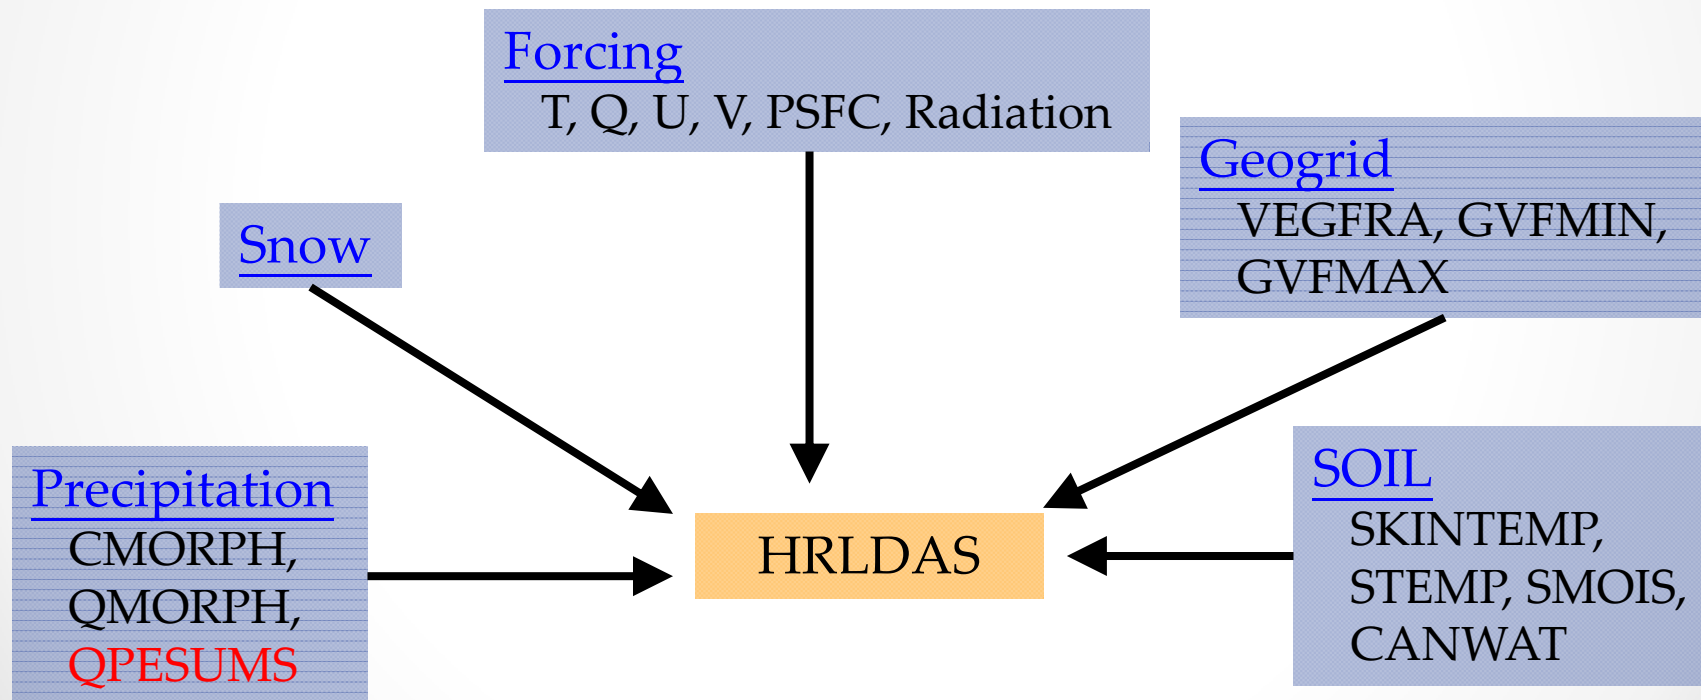 Forcing
T, Q, U, V, PSFC, Radiation
Geogrid
VEGFRA, GVFMIN,
GVFMAX
Snow
Precipitation
CMORPH,
QMORPH,
QPESUMS
HRLDAS
SOIL
SKINTEMP,
STEMP, SMOIS,
CANWAT